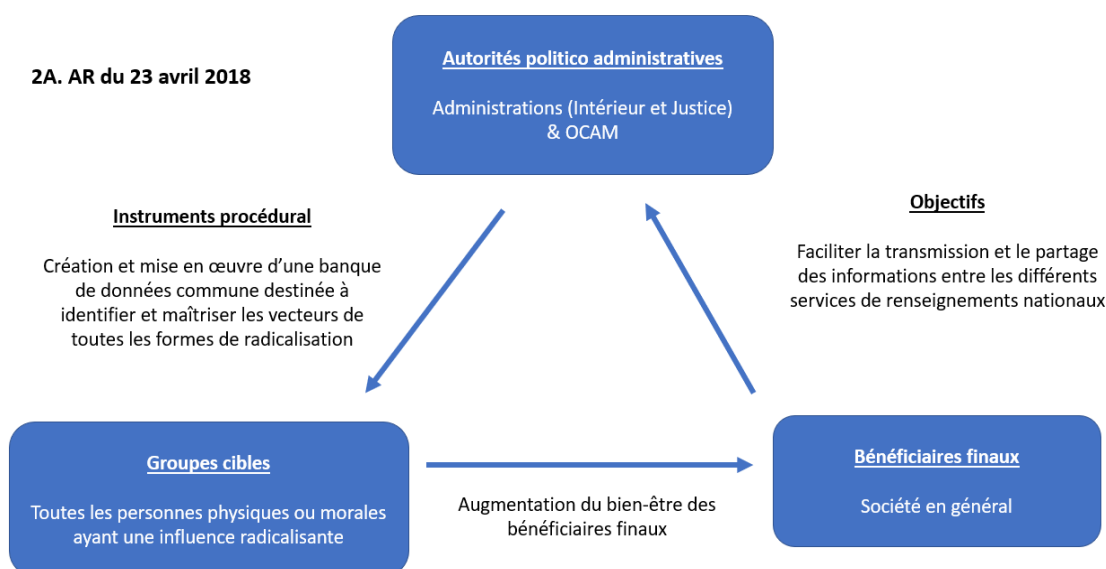 2A. AR du 23 avril 2018
Autorités politico administratives
Administrations (Intérieur et Justice)
& OCAM
Instruments procédural
Création et mise en œuvre d'une banque
de données commune destinée à
identifier et maîtriser les vecteurs de
toutes les formes de radicalisation
Objectifs
Faciliter la transmission et le partage
des informations entre les différents
services de renseignements nationaux
Groupes cibles
Toutes les personnes physiques ou morales
ayant une influence radicalisante
Augmentation du bien-être des
bénéficiaires finaux
Bénéficiaires finaux
Société en général